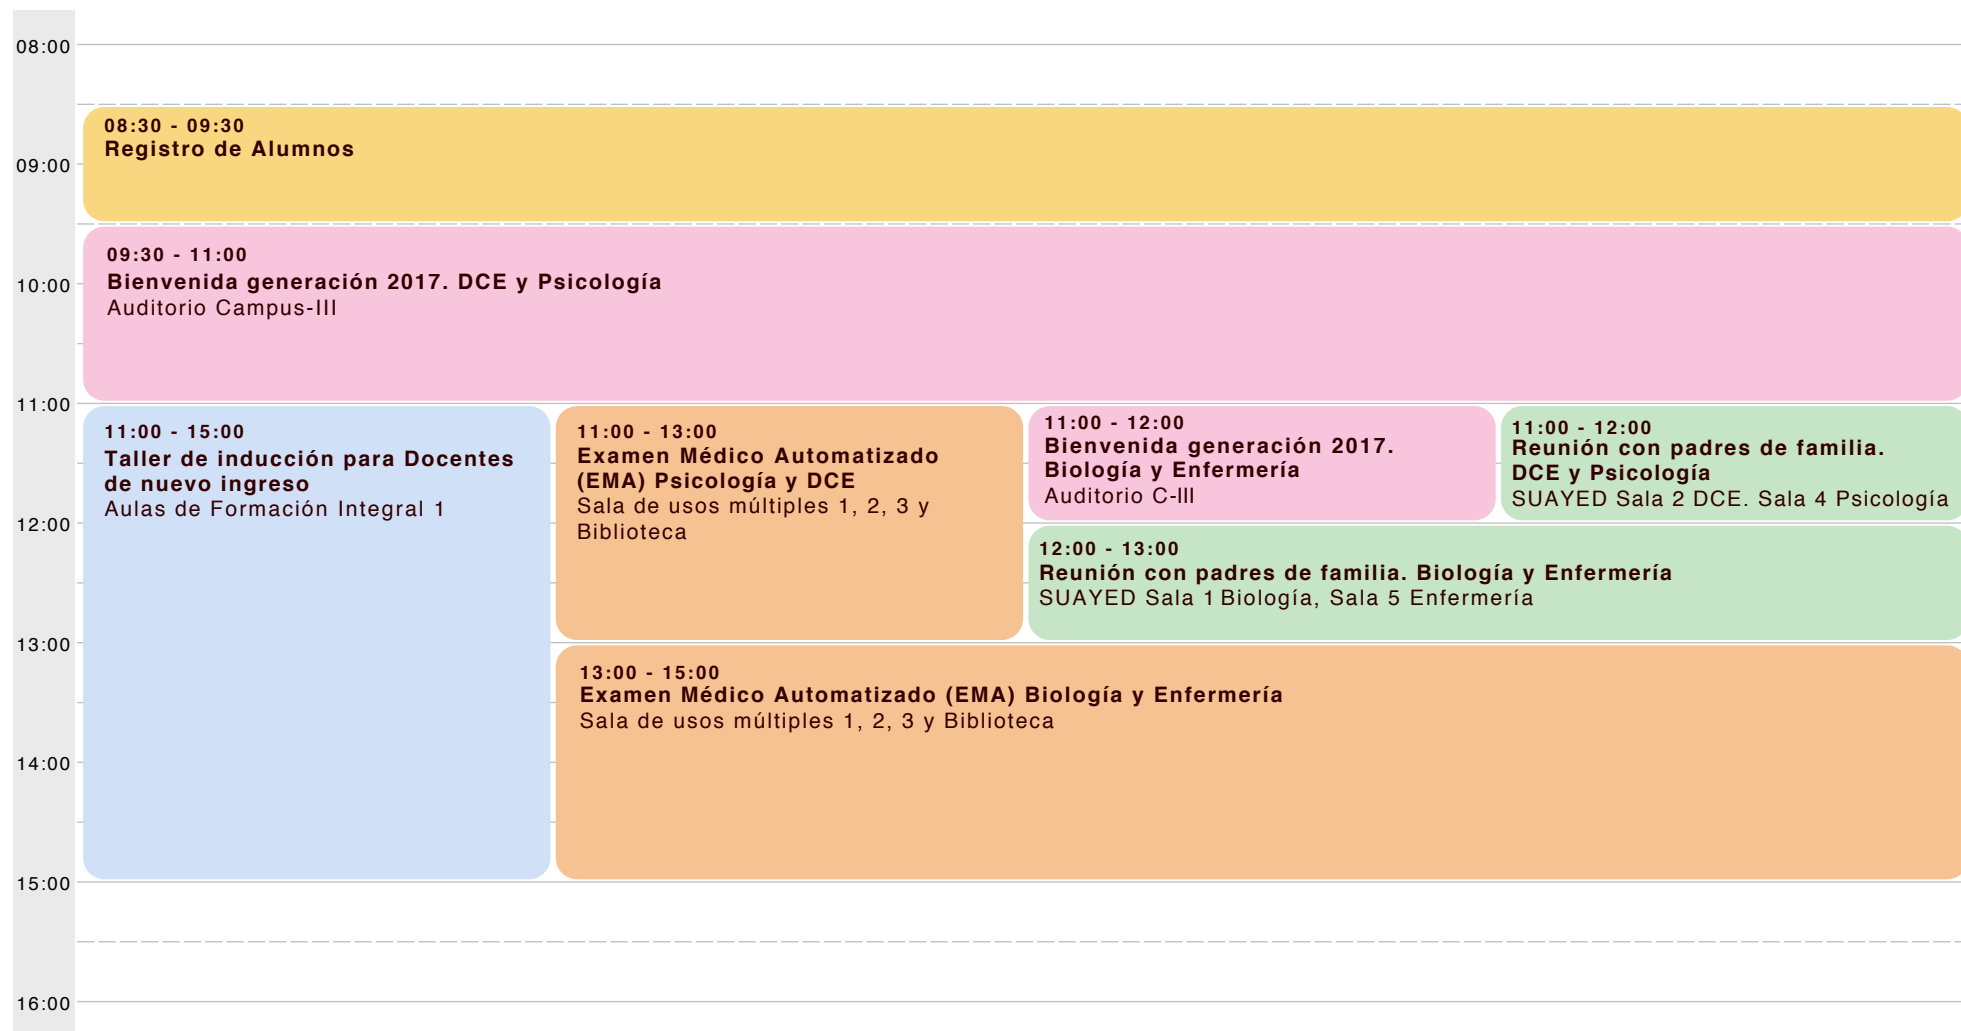 08:00
08:30 - 09:30
Registro de Alumnos
09:00
09:30 - 11:00
Bienvenida generación 2017. DCE y Psicología
10:00
Auditorio Campus-III
11:00
11:00 - 15:00
Taller de inducción para Docentes
de nuevo ingreso
Aulas de Formación Integral 1
11:00 - 13:00
Examen Médico Automatizado
(EMA) Psicología y DCE
Sala de usos múltiples 1, 2, 3 y
Biblioteca
11:00 - 12:00
Bienvenida generación 2017.
Biología y Enfermería
Auditorio C-III
11:00 - 12:00
Reunión con padres de familia.
DCE y Psicología
SUAYED Sala 2 DCE. Sala 4 Psicología
12:00
12:00 - 13:00
Reunión con padres de familia. Biología y Enfermería
SUAYED Sala 1 Biología, Sala 5 Enfermería
13:00
13:00 - 15:00
Examen Médico Automatizado (EMA) Biología y Enfermería
Sala de usos múltiples 1, 2, 3 y Biblioteca
14:00
15:00
16:00